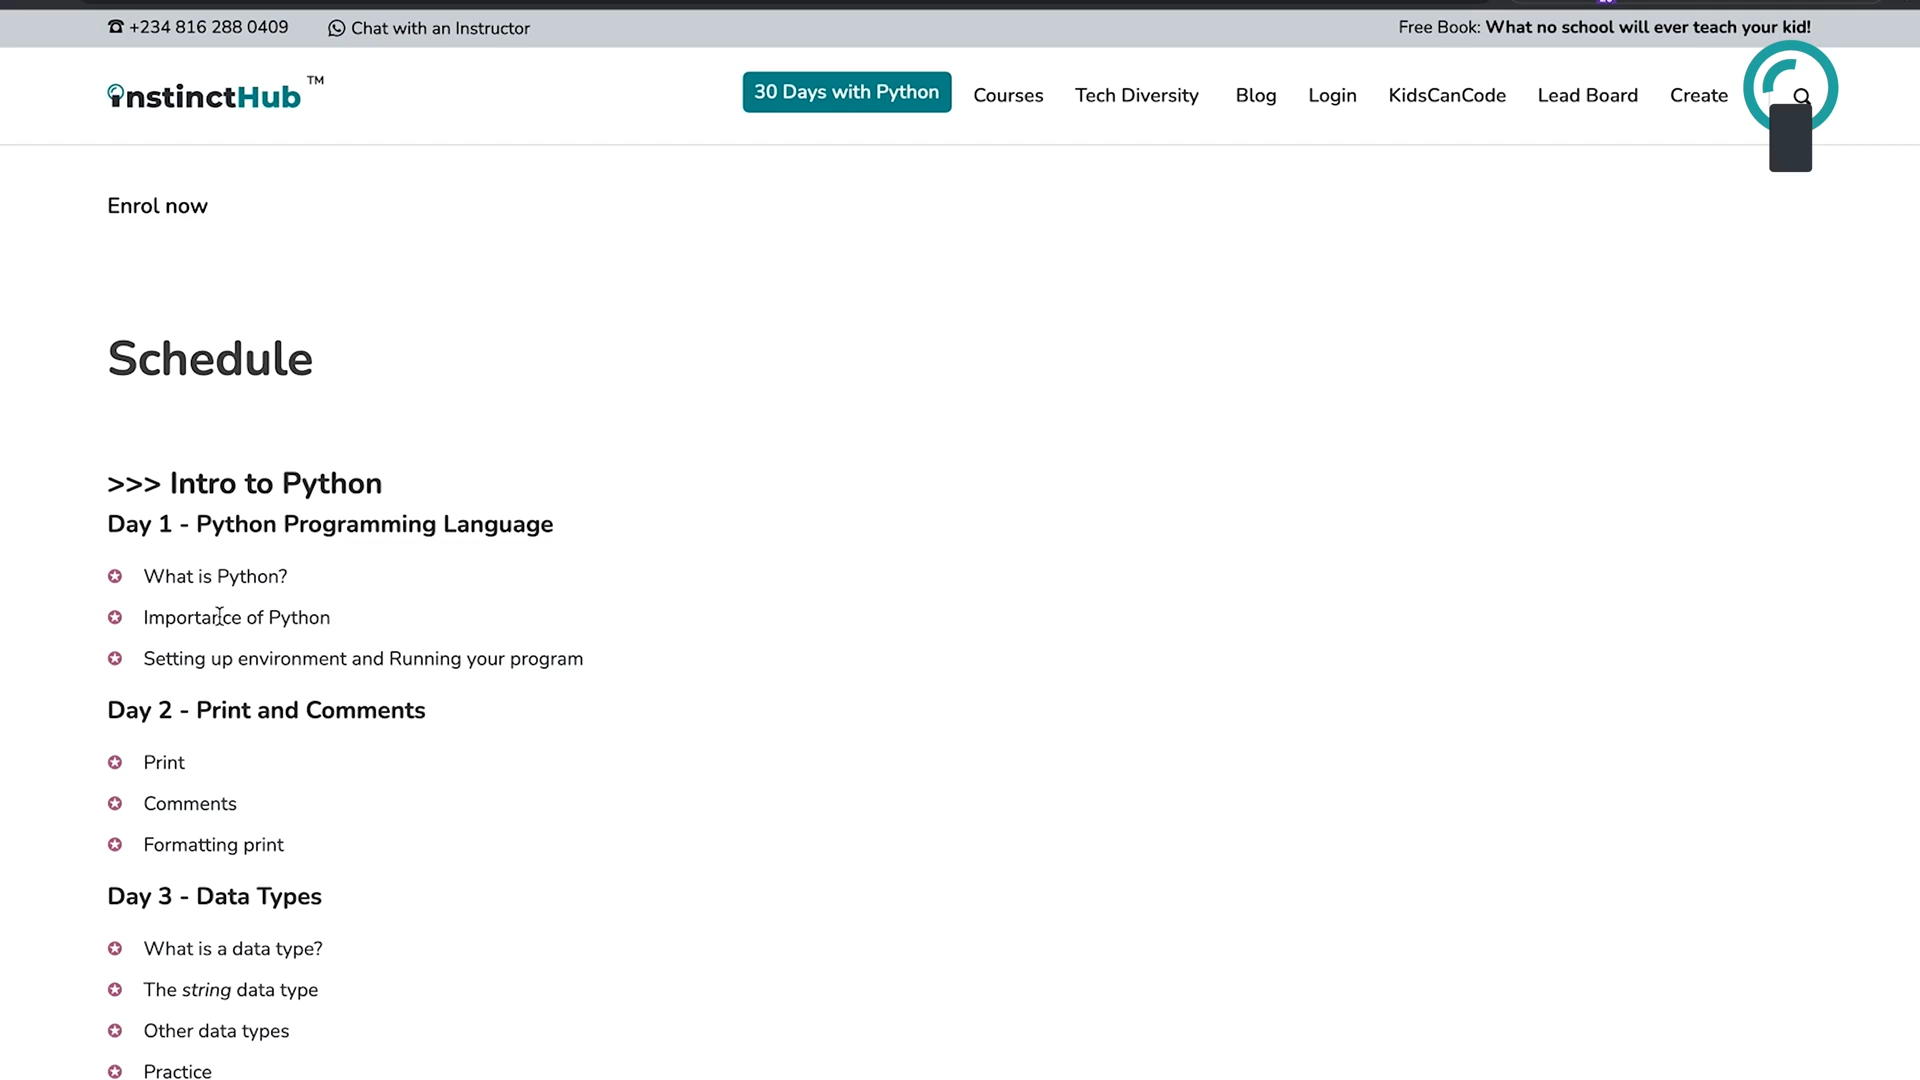 ☎ +234 816 288 0409
Chat with an Instructor
Free Book: What no school will ever teach your kid!
instinctHub ™
30 Days with Python
Courses
Tech Diversity
Blog
Login
KidsCanCode
Lead Board
Create
Enrol now
Schedule
>>> Intro to Python
Day 1 - Python Programming Language
What is Python?
Importance of Python
Setting up environment and Running your program
Day 2 - Print and Comments
Print
Comments
Formatting print
Day 3 - Data Types
What is a data type?
The string data type
Other data types
Practice